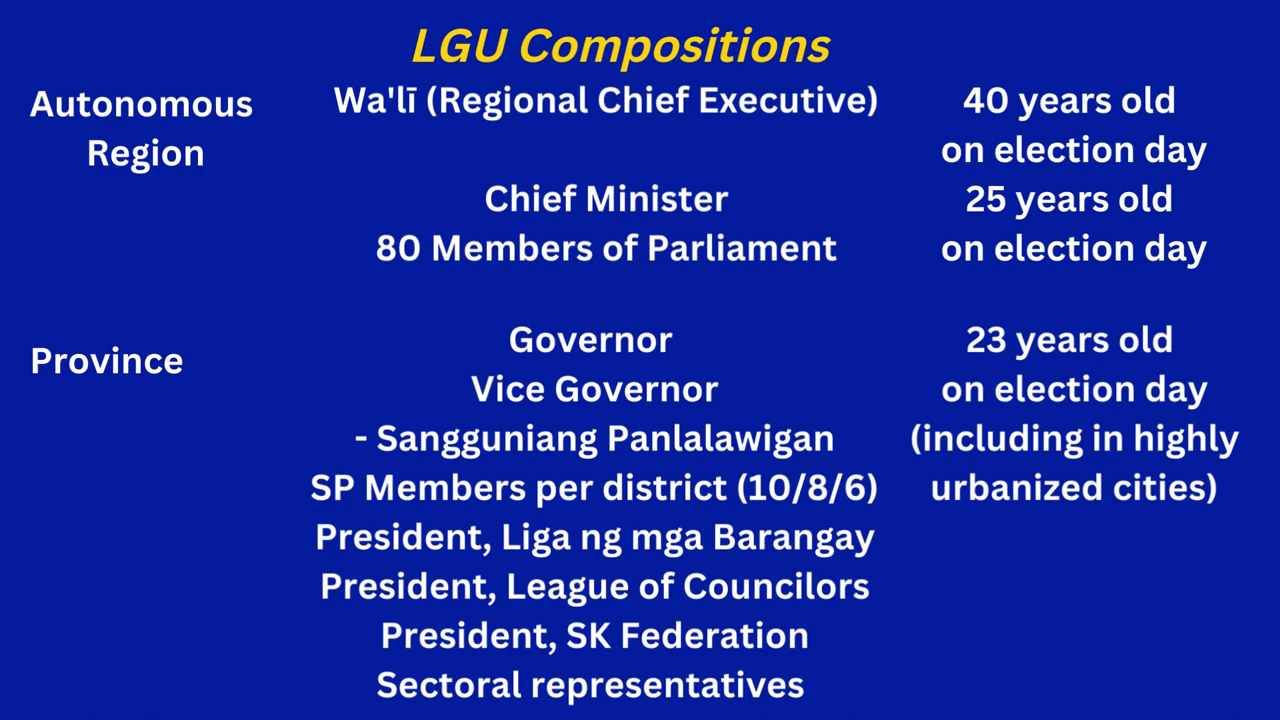 LGU Compositions
Autonomous
Region
Wa'lī (Regional Chief Executive)
40 years old
on election day
Chief Minister
80 Members of Parliament
25 years old
on election day
Province
Governor
Vice Governor
- Sangguniang Panlalawigan
SP Members per district (10/8/6)
President, Liga ng mga Barangay
President, League of Councilors
President, SK Federation
Sectoral representatives
23 years old
on election day
(including in highly
urbanized cities)